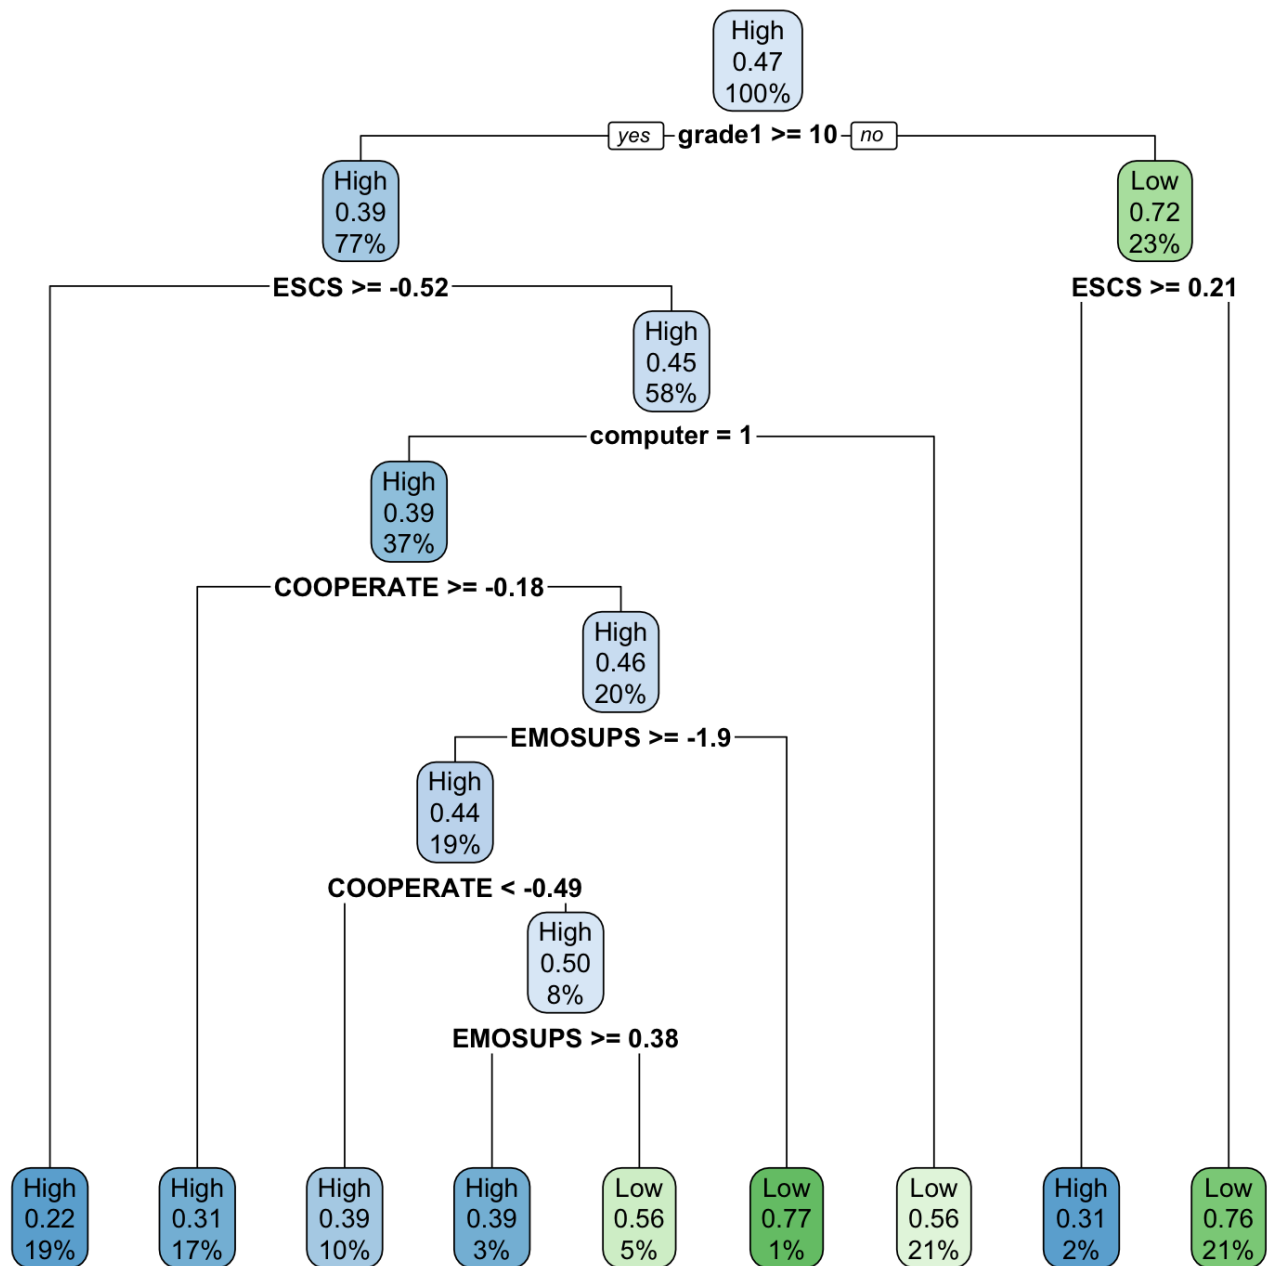 High
0.47
100%
yes grade1 >= 10 no
High
0.39
77%
Low
0.72
23%
ESCS >= -0.52
ESCS >= 0.21
High
0.45
58%
computer = 1
High
0.39
37%
COOPERATE >= -0.18
High
0.46
20%
EMOSUPS >= -1.9
High
0.44
19%
COOPERATE < -0.49
High
0.50
8%
EMOSUPS >= 0.38
High
0.22
19%
High
0.31
17%
High
0.39
10%
High
0.39
3%
Low
0.56
5%
Low
0.77
1%
Low
0.56
21%
High
0.31
2%
Low
0.76
21%